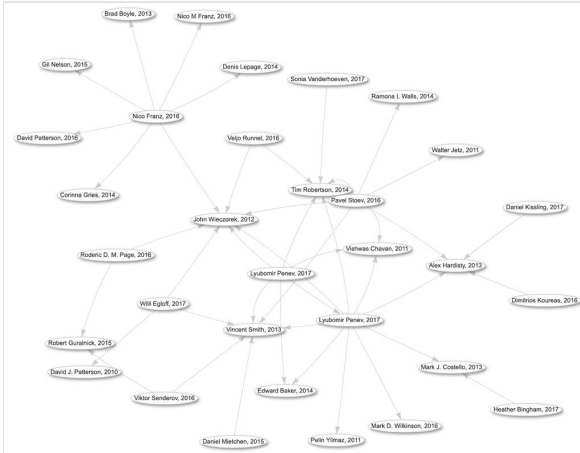 Brad Boyle, 2013
Nico M Franz, 2016
Gil Nelson, 2015
Denis Lepage, 2014
Sonia Vanderhoeven, 2017
Ramona L Walls, 2014
Nico Franz, 2016
David Patterson, 2016
Veljo Runnel, 2016
Walter Jetz, 2011
Corinna Gries, 2014
Tim Robertson, 2014
Pavel Stoev, 2016
Daniel Kissling, 2017
John Wieczorek, 2012
Vishwas Chavan, 2011
Roderic D. M. Page, 2016
Alex Hardisty, 2013
Lyubomir Penev, 2017
Willi Egloff, 2017
Dimitrios Koureas, 2016
Lyubomir Penev, 2017
Vincent Smith, 2013
Robert Guralnick, 2015
David J. Patterson, 2010
Mark J. Costello, 2013
Edward Baker, 2014
Viktor Senderov, 2016
Heather Bingham, 2017
Mark D. Wilkinson, 2016
Daniel Mietchen, 2015
Pelin Yilmaz, 2011